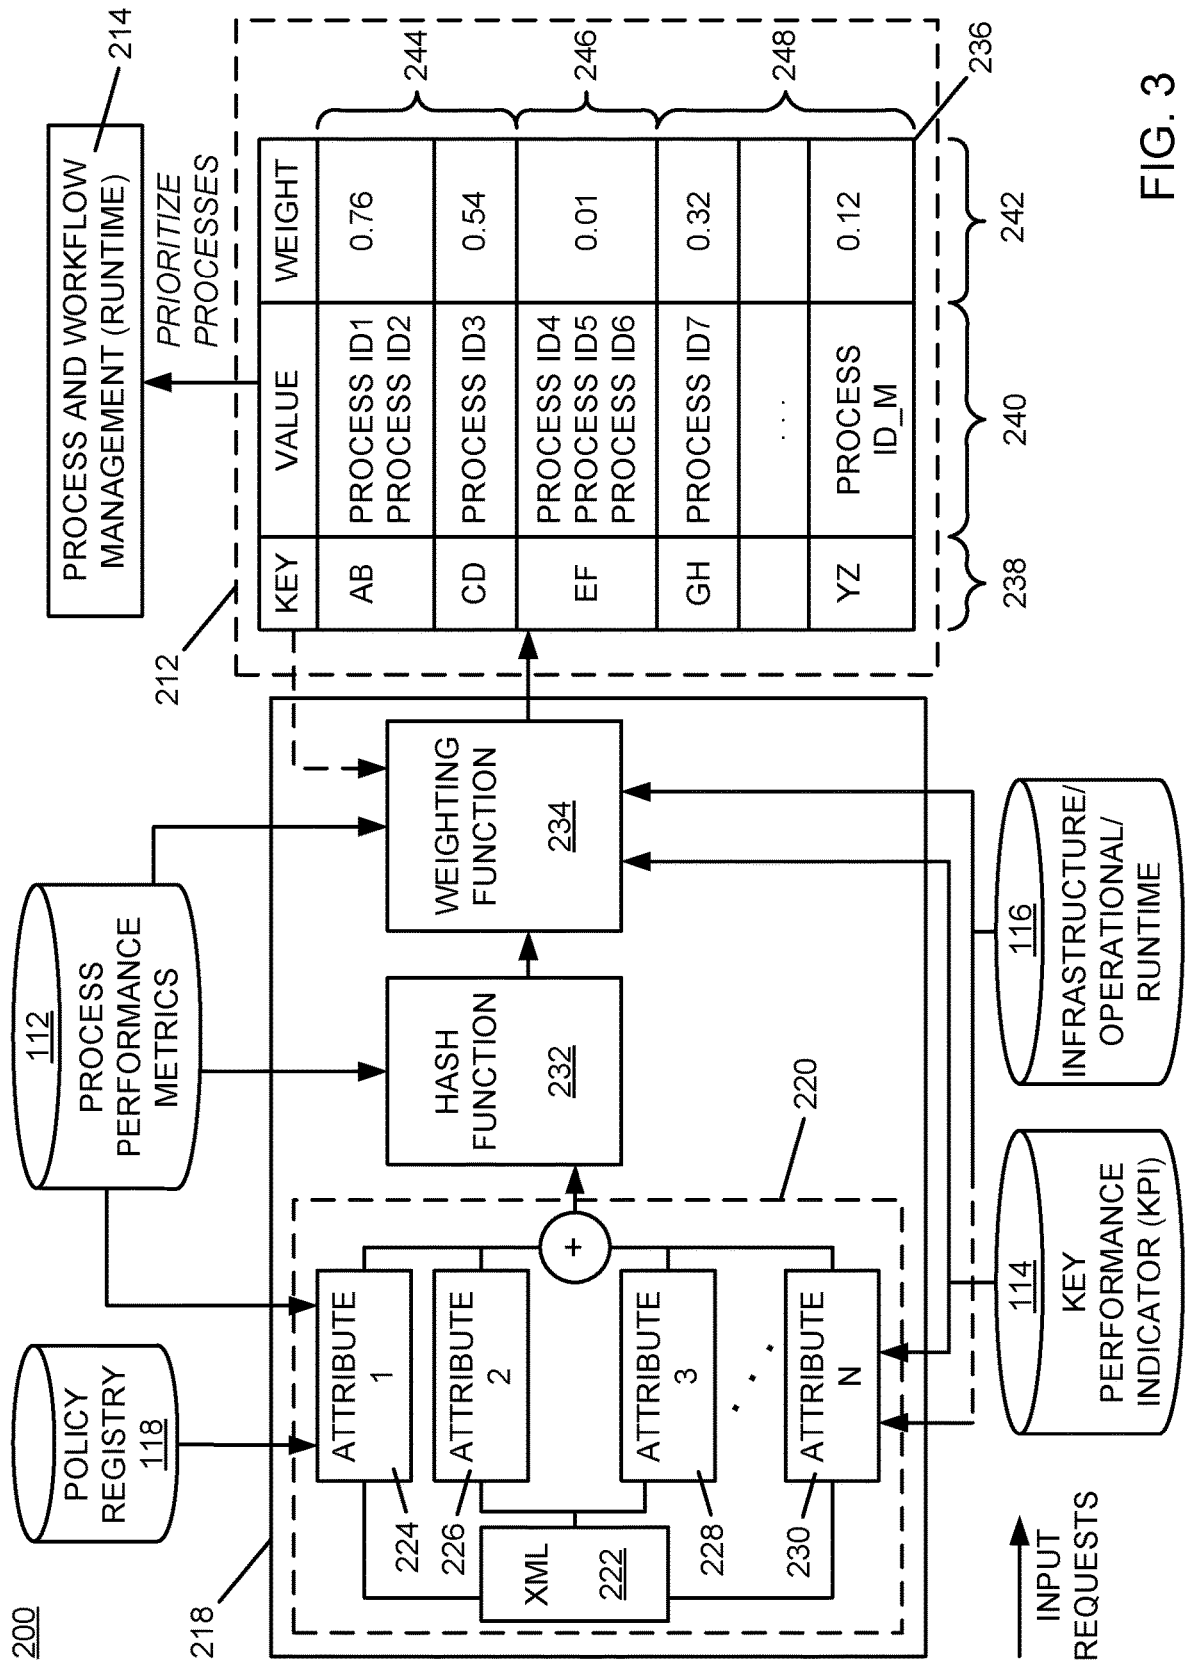 200
218
POLICY
REGISTRY
118
112
PROCESS
PERFORMANCE
METRICS
212
PROCESS AND WORKFLOW
MANAGEMENT (RUNTIME)
214
PRIORITIZE
PROCESSES
XML
222
ATTRIBUTE
1
224
ATTRIBUTE
2
226
ATTRIBUTE
3
228
. . .
ATTRIBUTE
N
230
+
220
HASH
FUNCTION
232
WEIGHTING
FUNCTION
234
KEY VALUE WEIGHT
AB PROCESS ID1 0.76
PROCESS ID2
CD PROCESS ID3 0.54
EF PROCESS ID4 0.01
PROCESS ID5
PROCESS ID6
GH PROCESS ID7 0.32
. . . .
YZ PROCESS 0.12
ID_M
244
246
248
236
238
240
242
114
KEY
PERFORMANCE
INDICATOR (KPI)
116
INFRASTRUCTURE/
OPERATIONAL/
RUNTIME
INPUT
REQUESTS
FIG. 3